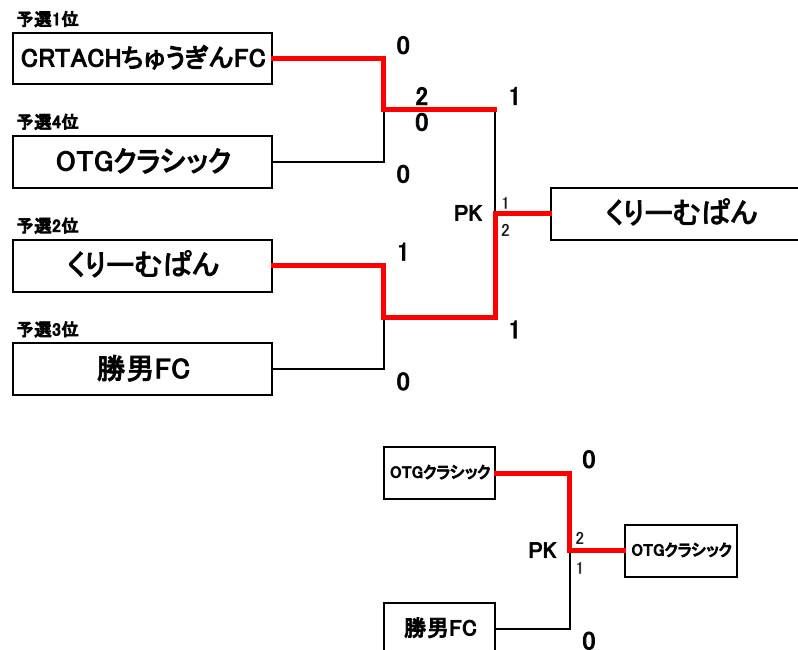 予選1位
CRTACHちゅうぎんFC
0
2
0
1
予選4位
OTGクラシック
0
PK
1
2
くりーむぱん
予選2位
くりーむぱん
1
1
予選3位
勝男FC
0
OTGクラシック
0
PK
2
1
OTGクラシック
勝男FC
0